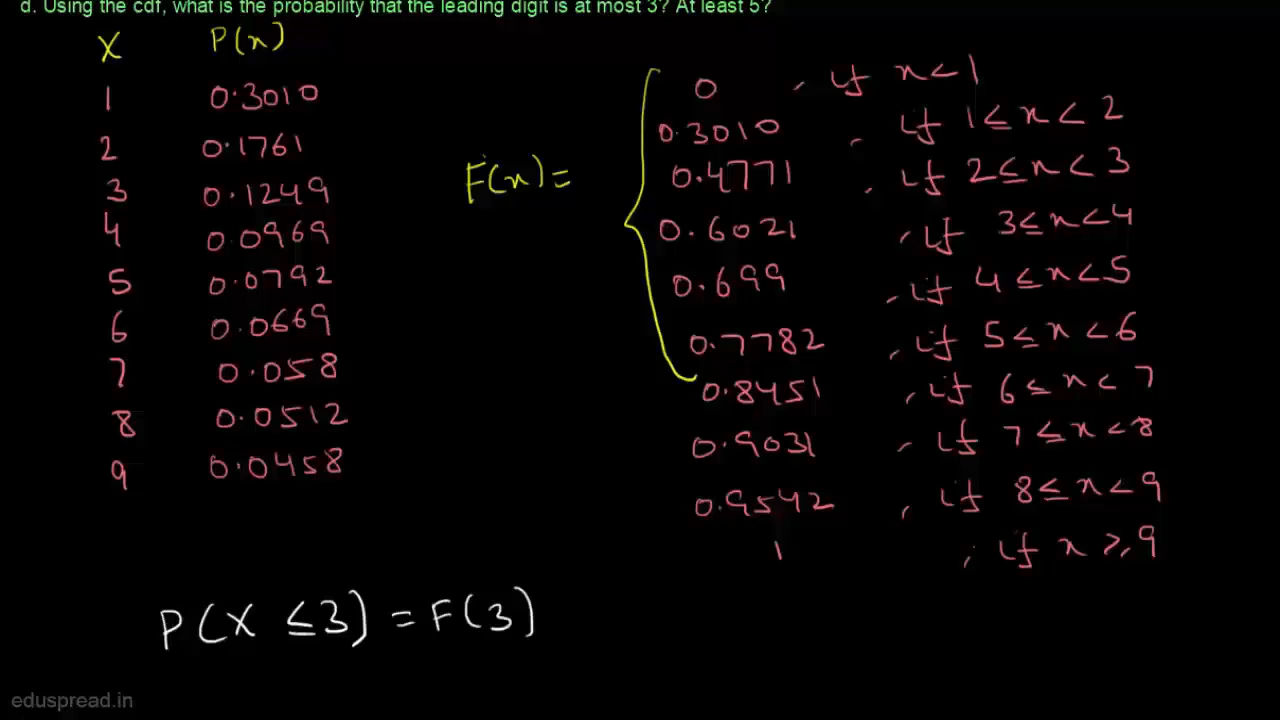 d. Using the cdf, what is the probability that the leading digit is at most 3? At least 5?
X P(x)
1 0.3010
2 0.1761
3 0.1249
4 0.0969
5 0.0792
6 0.0669
7 0.058
8 0.0512
9 0.0458
F(x)=
0 , if x<1
0.3010 , if 1≤x<2
0.4771 , if 2≤x<3
0.6021 , if 3≤x<4
0.699 , if 4≤x<5
0.7782 , if 5≤x<6
0.8451 , if 6≤x<7
0.9031 , if 7≤x<8
0.9542 , if 8≤x<9
1 , if x≥9
P(X≤3)=F(3)
eduspread.in